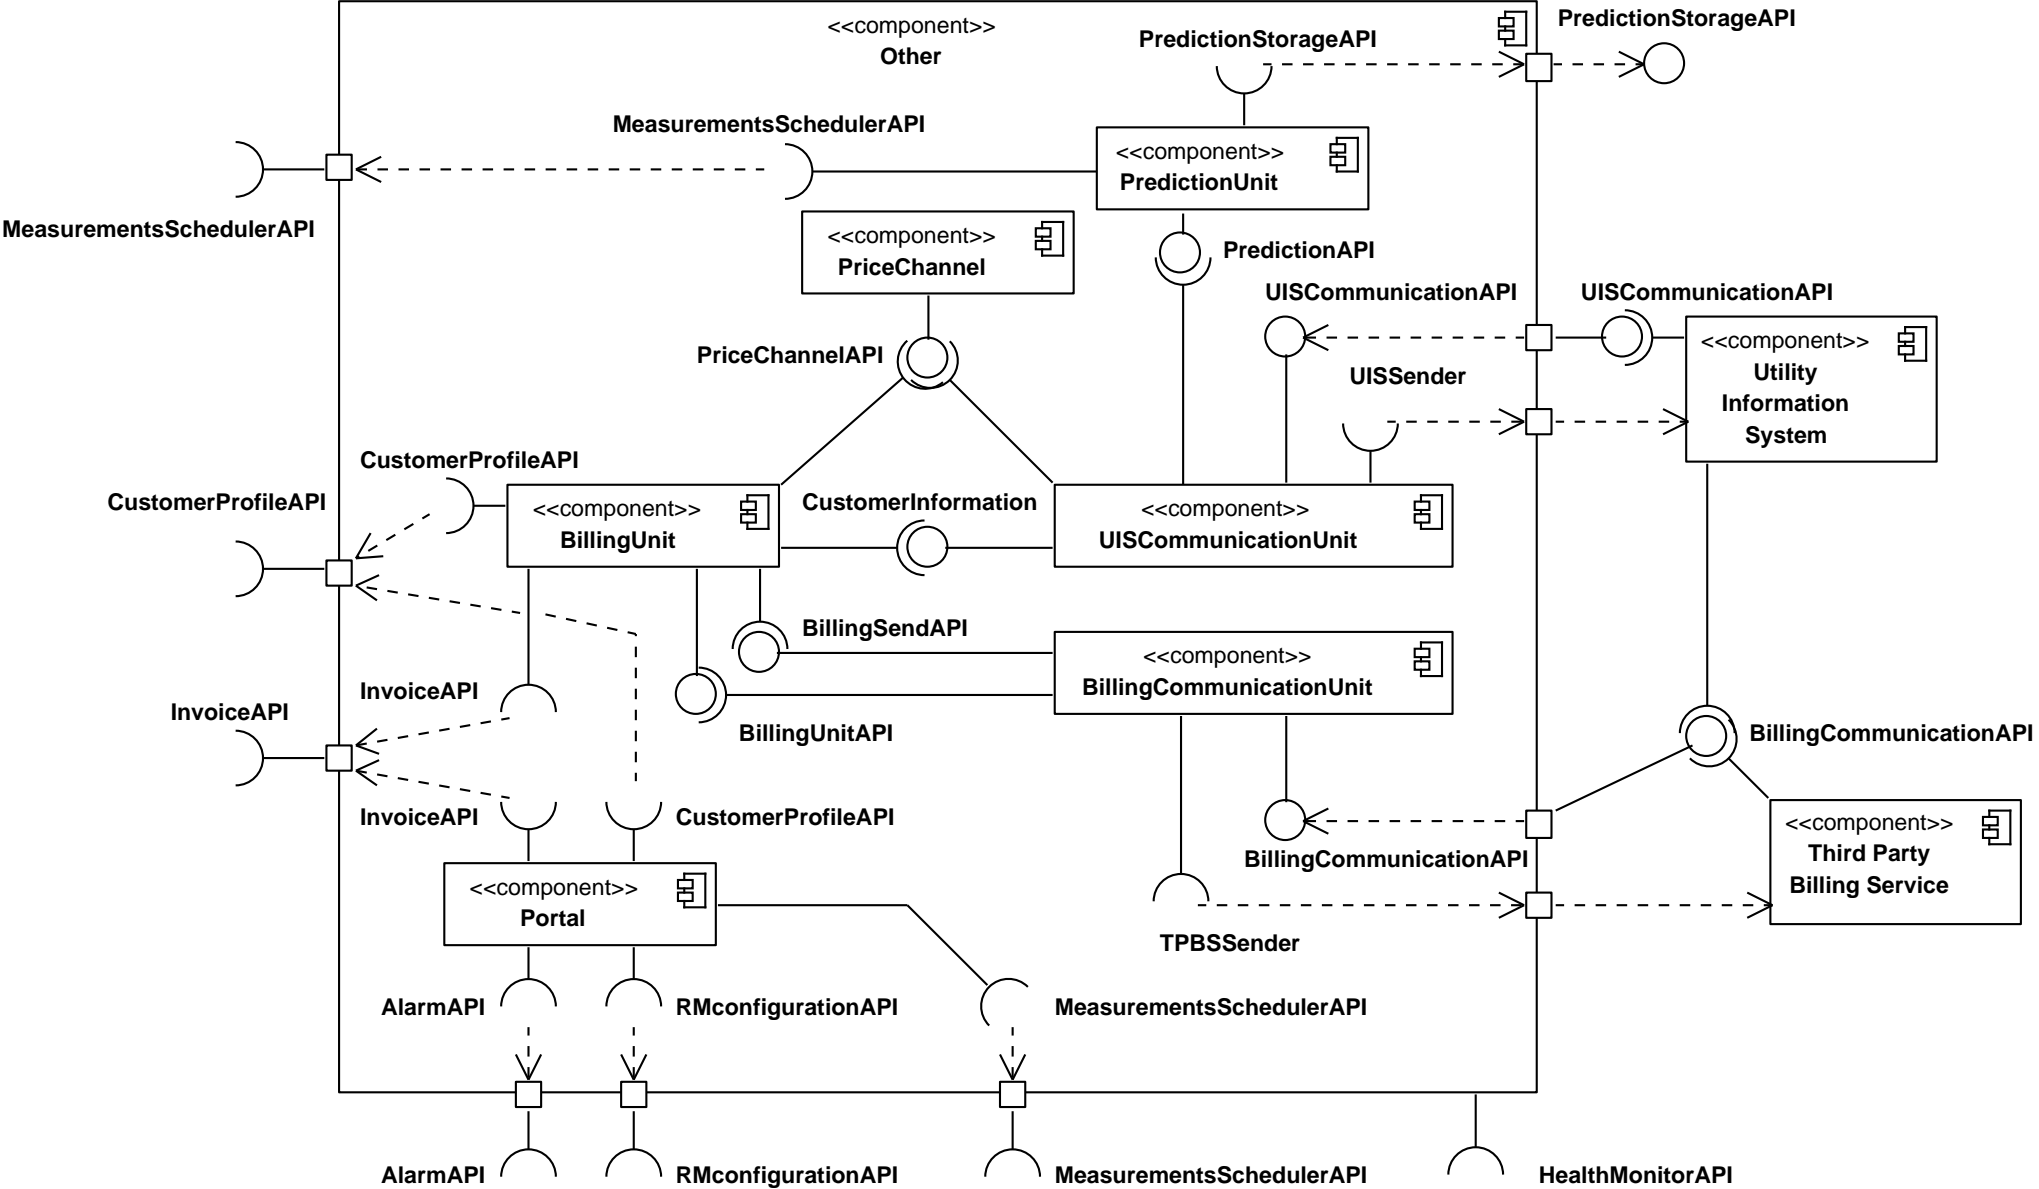 PredictionStorageAPI
<<component>>
Other
PredictionStorageAPI
MeasurementsSchedulerAPI
<<component>>
PredictionUnit
MeasurementsSchedulerAPI
<<component>>
PriceChannel
PredictionAPI
UISCommunicationAPI
UISCommunicationAPI
<<component>>
Utility
Information
System
PriceChannelAPI
UISSender
CustomerProfileAPI
CustomerProfileAPI
<<component>>
BillingUnit
CustomerInformation
<<component>>
UISCommunicationUnit
BillingSendAPI
<<component>>
BillingCommunicationUnit
InvoiceAPI
InvoiceAPI
BillingUnitAPI
BillingCommunicationAPI
InvoiceAPI
CustomerProfileAPI
<<component>>
Third Party
Billing Service
BillingCommunicationAPI
<<component>>
Portal
TPBSSender
AlarmAPI
RMconfigurationAPI
MeasurementsSchedulerAPI
AlarmAPI
RMconfigurationAPI
MeasurementsSchedulerAPI
HealthMonitorAPI